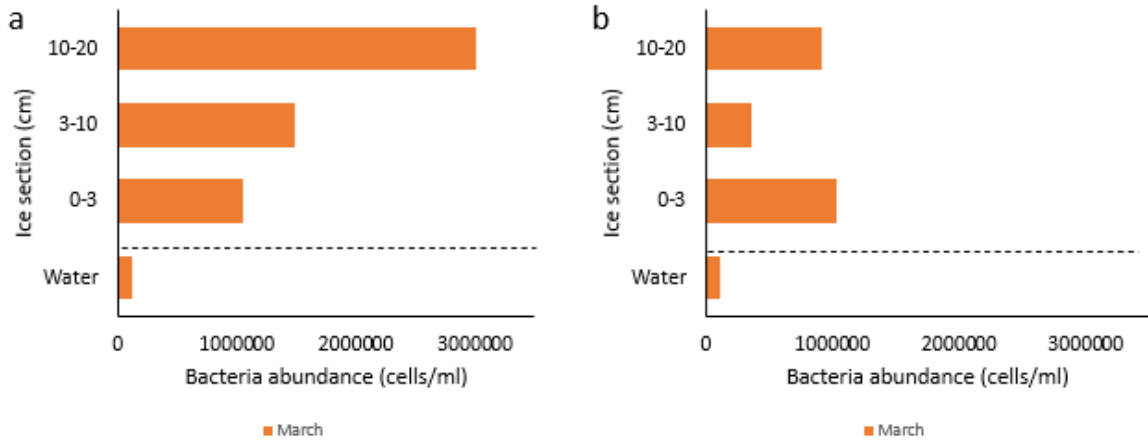 a
10-20
3-10
0-3
Water
Ice section (cm)
0 1000000 2000000 3000000
Bacteria abundance (cells/ml)
March
b
10-20
3-10
0-3
Water
Ice section (cm)
0 1000000 2000000 3000000
Bacteria abundance (cells/ml)
March